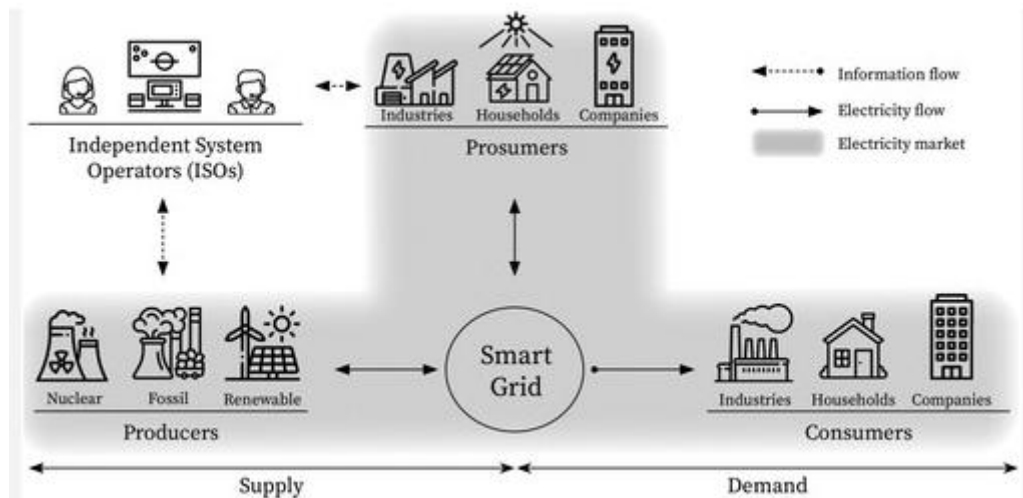 Industries Households Companies
Prosumers
Independent System
Operators (ISOs)
Information flow
Electricity flow
Electricity market
Nuclear Fossil Renewable
Producers
Smart
Grid
Industries Households Companies
Consumers
Supply
Demand